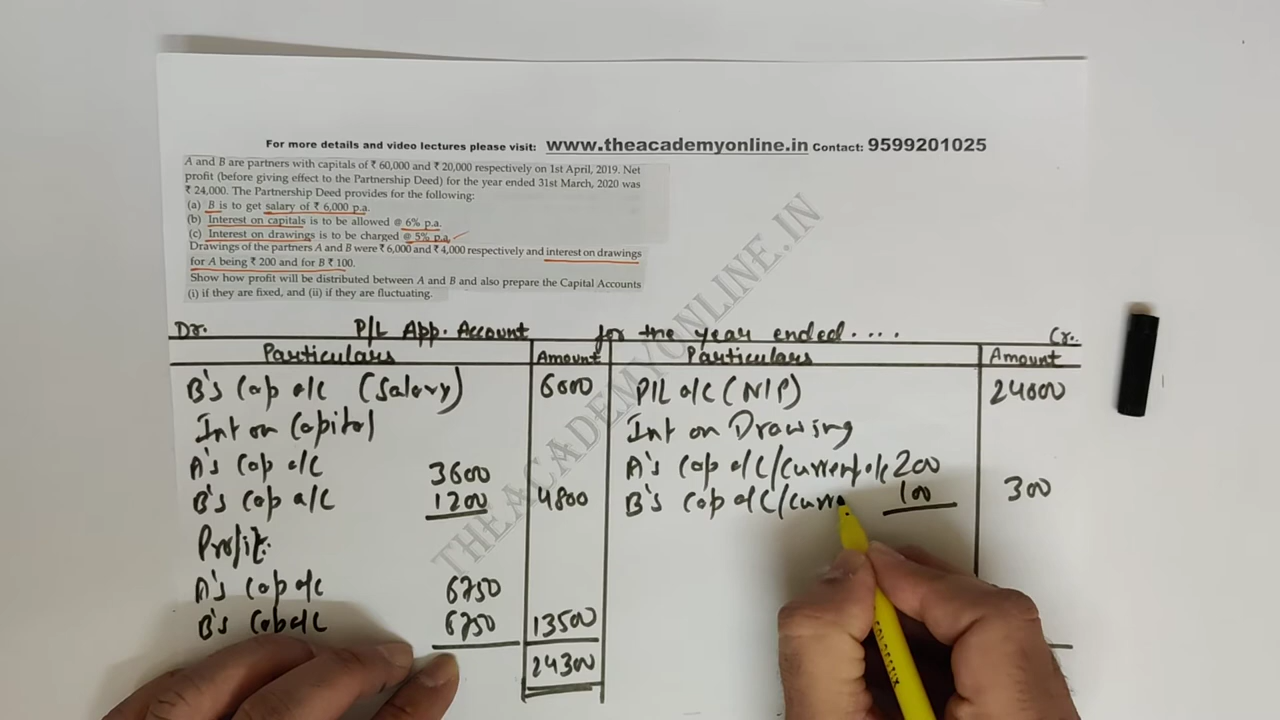 For more details and video lectures please visit: www.theacademyonline.in Contact: 9599201025
A and B are partners with capitals of ₹ 60,000 and ₹ 20,000 respectively on 1st April, 2019. Net
profit (before giving effect to the Partnership Deed) for the year ended 31st March, 2020 was
₹ 24,000. The Partnership Deed provides for the following:
(a) B is to get salary of ₹ 6,000 p.a.
(b) Interest on capitals is to be allowed @ 6% p.a.
(c) Interest on drawings is to be charged @ 5% p.a.
Drawings of the partners A and B were ₹ 6,000 and ₹ 4,000 respectively and interest on drawings
for A being ₹ 200 and for B ₹ 100.
Show how profit will be distributed between A and B and also prepare the Capital Accounts
(i) if they are fixed, and (ii) if they are fluctuating.
THEACADEMYONLINE.IN
Dr. P/L App. Account for the year ended.... Cr.
Particulars Amount Particulars Amount
B's Cap a/c (Salary) 6000 P/L a/c (N/P) 24000
Int on Capital Int on Drawing
A's Cap a/c 3600 A's Cap a/c/Current a/c 200
B's Cap a/c 1200 4800 B's Cap a/c/Curre 100 300
Profit:
A's Cap a/c 6750
B's Cap a/c 6750 13500
24300